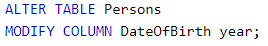 ALTER TABLE Persons
MODIFY COLUMN DateOfBirth year;